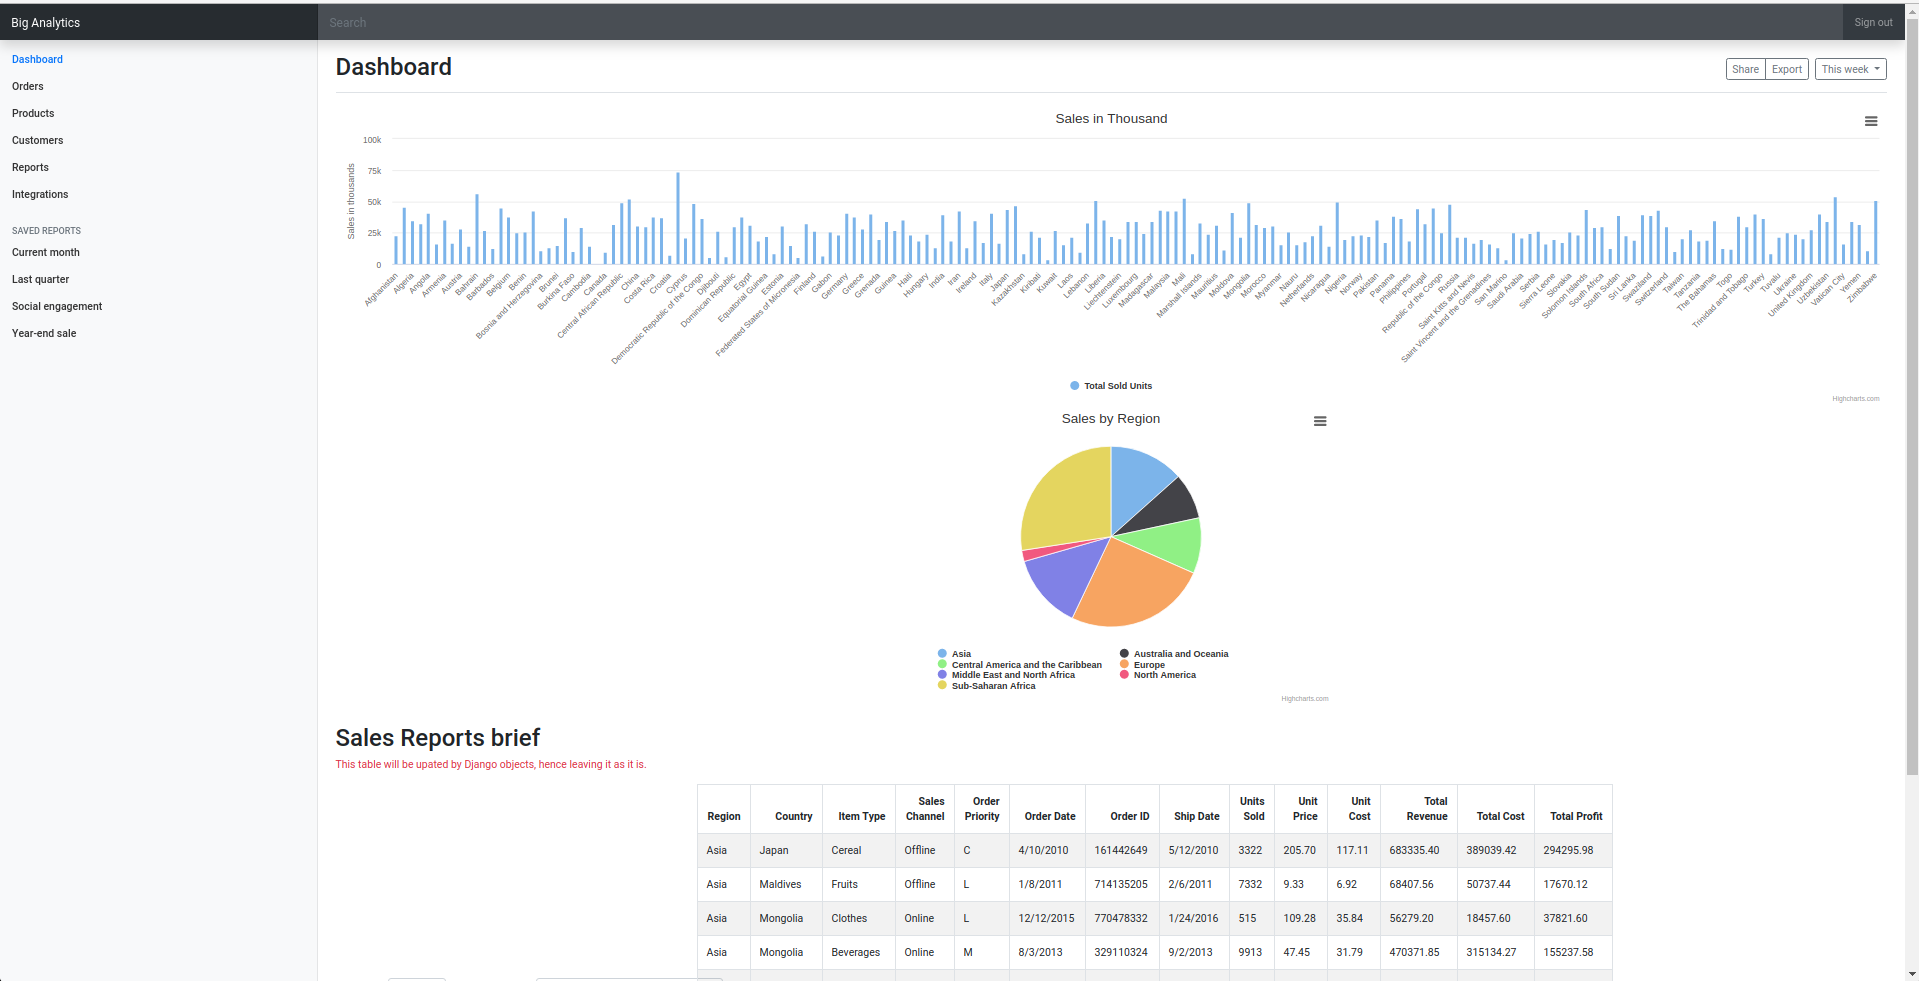 Big Analytics
Search
Sign out
Dashboard
Orders
Products
Customers
Reports
Integrations
SAVED REPORTS
Current month
Last quarter
Social engagement
Year-end sale
Dashboard
Share
Export
This week
Sales in Thousand
Sales in thousands
100k
75k
50k
25k
0
Afghanistan
Algeria
Angola
Armenia
Austria
Bahrain
Barbados
Belgium
Benin
Bosnia and Herzegovina
Brunei
Burkina Faso
Cambodia
Canada
Central African Republic
China
Costa Rica
Croatia
Cyprus
Democratic Republic of the Congo
Djibouti
Dominican Republic
Egypt
Equatorial Guinea
Estonia
Federated States of Micronesia
Finland
Gabon
Germany
Greece
Grenada
Guinea
Haiti
Hungary
India
Iran
Ireland
Italy
Japan
Kazakhstan
Kiribati
Kuwait
Laos
Lebanon
Liberia
Liechtenstein
Luxembourg
Madagascar
Malaysia
Mali
Marshall Islands
Mauritius
Moldova
Mongolia
Morocco
Myanmar
Nauru
Netherlands
Nicaragua
Nigeria
Norway
Pakistan
Panama
Philippines
Portugal
Republic of the Congo
Russia
Saint Kitts and Nevis
Saint Vincent and the Grenadines
San Marino
Saudi Arabia
Serbia
Sierra Leone
Slovakia
Solomon Islands
South Africa
South Sudan
Sri Lanka
Swaziland
Switzerland
Taiwan
Tanzania
The Bahamas
Togo
Trinidad and Tobago
Turkey
Tuvalu
Ukraine
United Kingdom
Uzbekistan
Vatican City
Yemen
Zimbabwe
Total Sold Units
Highcharts.com
Sales by Region
Asia
Australia and Oceania
Central America and the Caribbean
Europe
Middle East and North Africa
North America
Sub-Saharan Africa
Highcharts.com
Sales Reports brief
This table will be upated by Django objects, hence leaving it as it is.
Region Country Item Type Sales Channel Order Priority Order Date Order ID Ship Date Units Sold Unit Price Unit Cost Total Revenue Total Cost Total Profit
Asia Japan Cereal Offline C 4/10/2010 161442649 5/12/2010 3322 205.70 117.11 683335.40 389039.42 294295.98
Asia Maldives Fruits Offline L 1/8/2011 714135205 2/6/2011 7332 9.33 6.92 68407.56 50737.44 17670.12
Asia Mongolia Clothes Online L 12/12/2015 770478332 1/24/2016 515 109.28 35.84 56279.20 18457.60 37821.60
Asia Mongolia Beverages Online M 8/3/2013 329110324 9/2/2013 9913 47.45 31.79 470371.85 315134.27 155237.58